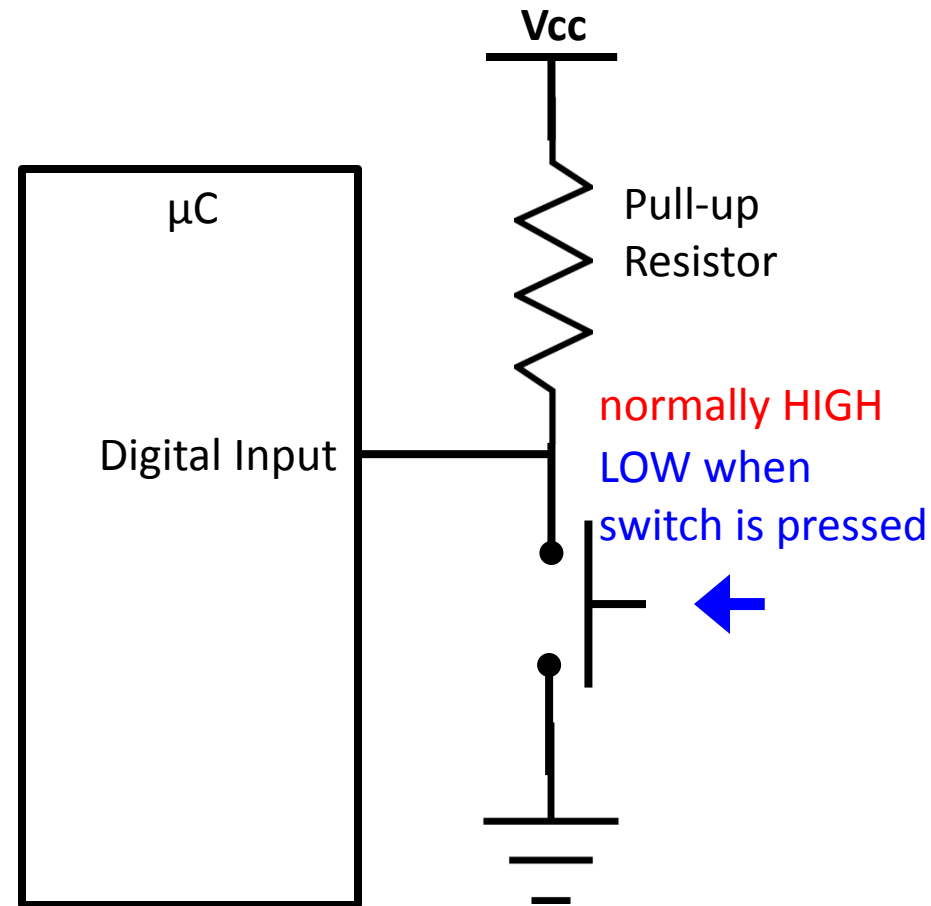 Vcc
µC
Pull-up
Resistor
normally HIGH
Digital Input
LOW when
switch is pressed